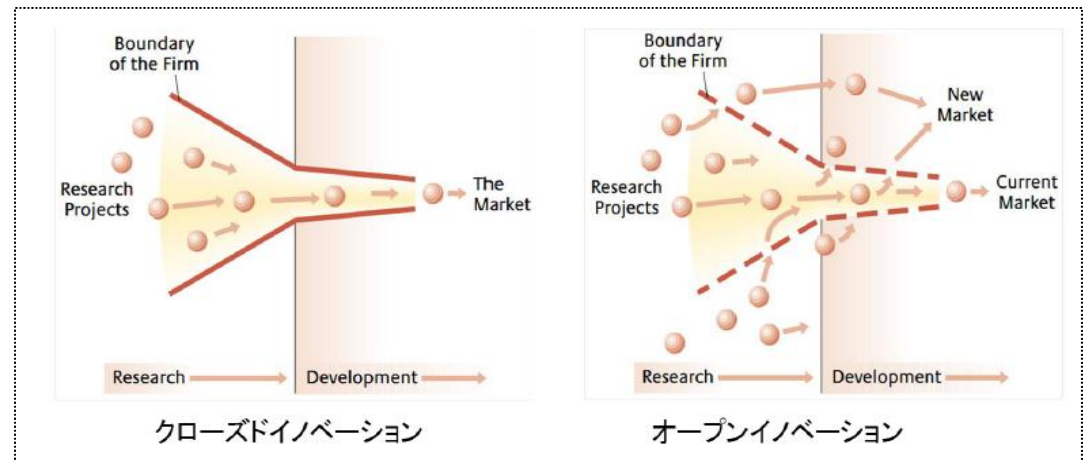 Boundary
of the Firm
Research
Projects
The
Market
Research
Development
クローズドイノベーション
Boundary
of the Firm
New
Market
Research
Projects
Current
Market
Research
Development
オープンイノベーション